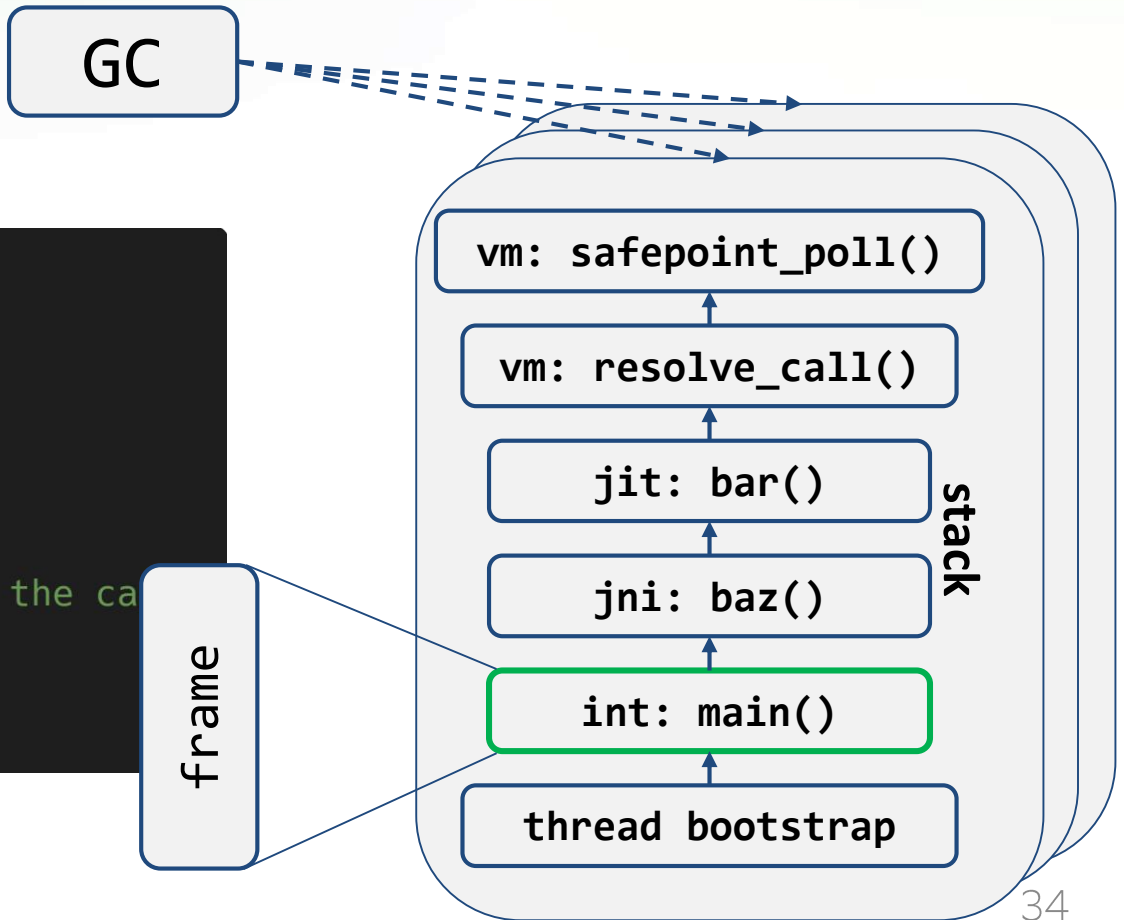 GC
vm: safepoint_poll()
vm: resolve_call()
jit: bar()
stack
jni: baz()
the ca
frame
int: main()
thread bootstrap
34